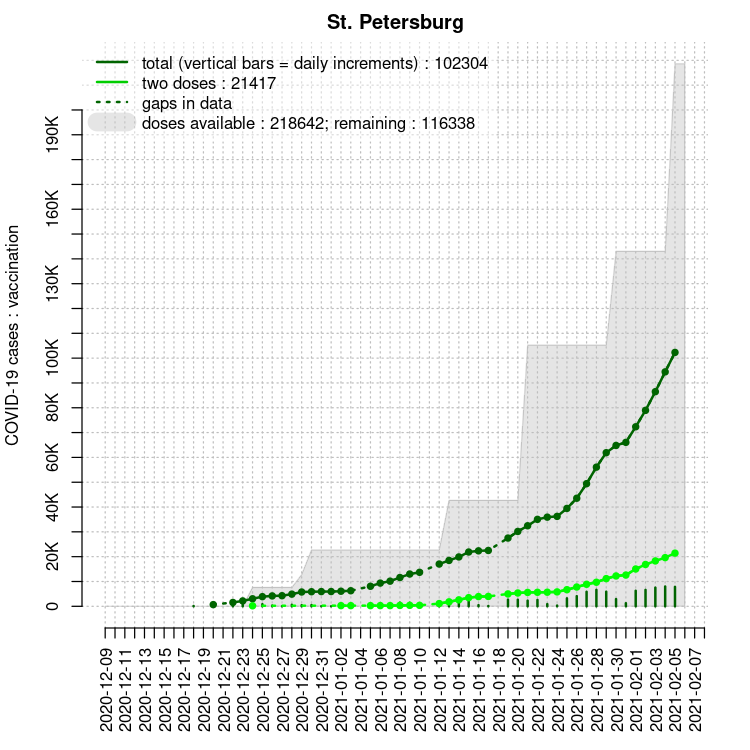 St. Petersburg
total (vertical bars = daily increments) : 102304
two doses : 21417
gaps in data
doses available : 218642; remaining : 116338
COVID-19 cases : vaccination
190K
160K
130K
100K
80K
60K
40K
20K
0
2020-12-09
2020-12-11
2020-12-13
2020-12-15
2020-12-17
2020-12-19
2020-12-21
2020-12-23
2020-12-25
2020-12-27
2020-12-29
2020-12-31
2021-01-02
2021-01-04
2021-01-06
2021-01-08
2021-01-10
2021-01-12
2021-01-14
2021-01-16
2021-01-18
2021-01-20
2021-01-22
2021-01-24
2021-01-26
2021-01-28
2021-01-30
2021-02-01
2021-02-03
2021-02-05
2021-02-07